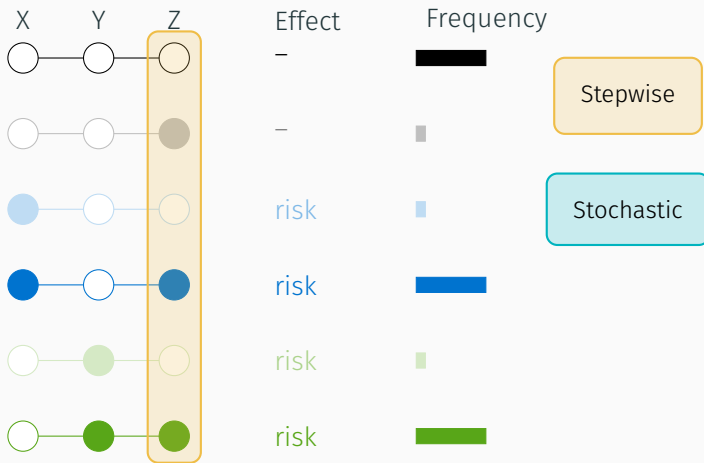 X Y Z Effect Frequency
–
Stepwise
–
risk
Stochastic
risk
risk
risk